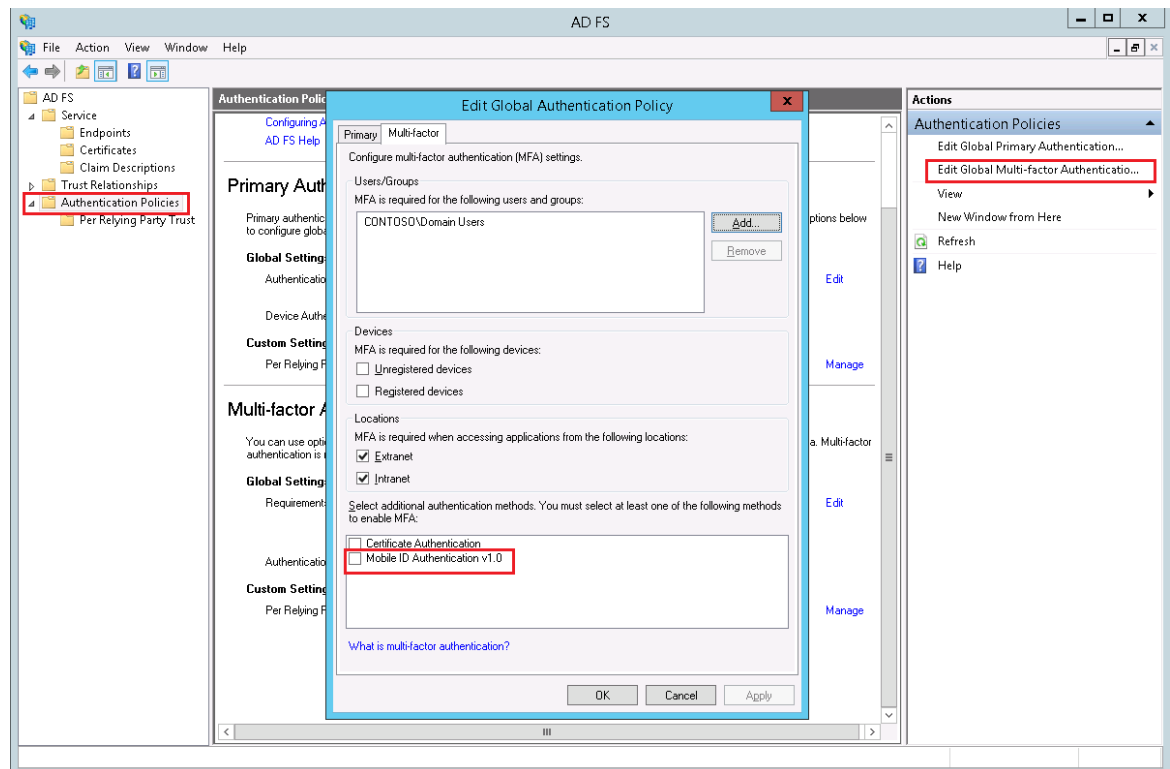 AD FS
File Action View Window Help
AD FS
Service
Endpoints
Certificates
Claim Descriptions
Trust Relationships
Authentication Policies
Per Relying Party Trust
Authentication Polic
Configuring A
AD FS Help
Primary Auth
Primary authentic
to configure globa
ptions below
Global Setting
Authenticatio
Edit
Device Authe
Custom Setting
Per Relying P
Manage
Multi-factor A
You can use opti
a. Multi-factor
authentication is r
Global Setting
Requirement
Edit
Authenticatio
Custom Setting
Per Relying P
Manage
Edit Global Authentication Policy
Primary Multi-factor
Configure multi-factor authentication (MFA) settings.
Users/Groups
MFA is required for the following users and groups:
CONTOSO\Domain Users
Add...
Remove
Devices
MFA is required for the following devices:
Unregistered devices
Registered devices
Locations
MFA is required when accessing applications from the following locations:
Extranet
Intranet
Select additional authentication methods. You must select at least one of the following methods
to enable MFA:
Certificate Authentication
Mobile ID Authentication v1.0
What is multi-factor authentication?
OK Cancel Apply
Actions
Authentication Policies
Edit Global Primary Authentication...
Edit Global Multi-factor Authenticatio...
View
New Window from Here
Refresh
Help